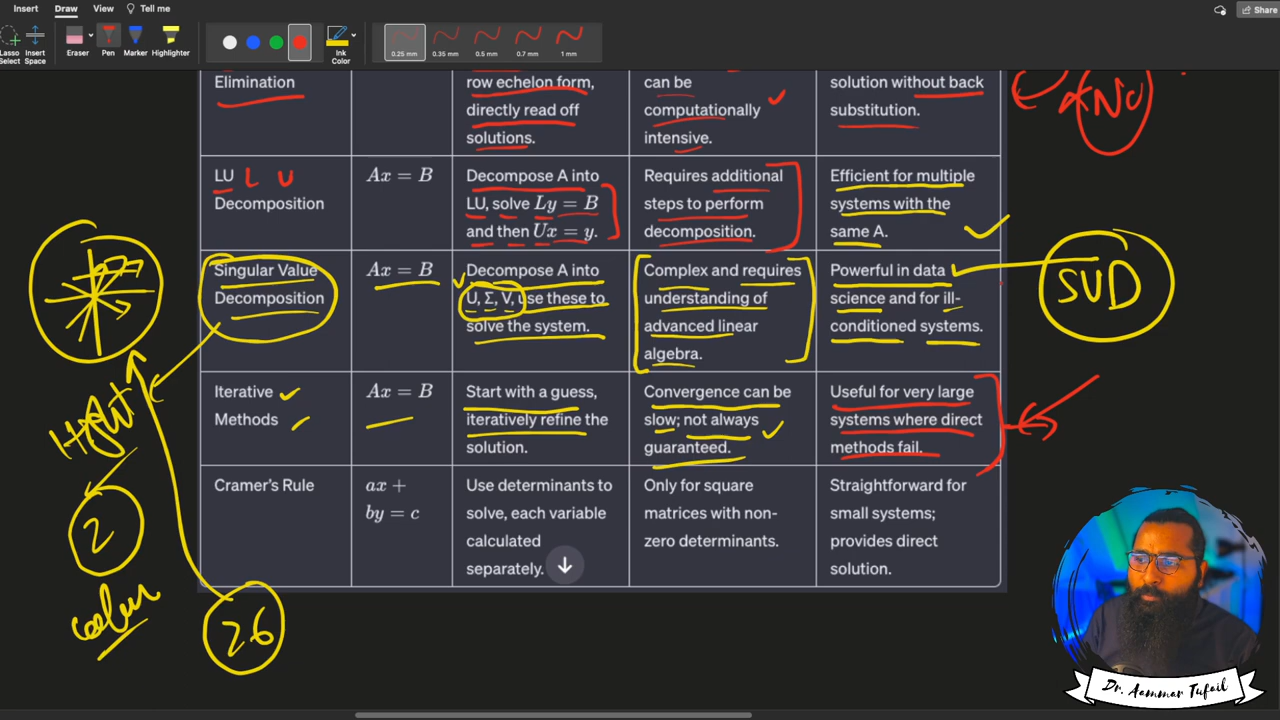 Insert Draw View Tell me
Share
Lasso Select
Insert Space
Eraser
Pen
Marker
Highlighter
Ink Color
0.25 mm
0.35 mm
0.5 mm
0.7 mm
1 mm
Elimination
row echelon form,
directly read off
solutions.
can be
computationally
intensive.
solution without back
substitution.
NO
LU L U
Decomposition
Ax = B
Decompose A into
LU, solve Ly = B
and then Ux = y.
Requires additional
steps to perform
decomposition.
Efficient for multiple
systems with the
same A.
Singular Value
Decomposition
Ax = B
Decompose A into
U, Σ, V, use these to
solve the system.
Complex and requires
understanding of
advanced linear
algebra.
Powerful in data
science and for ill-
conditioned systems.
SVD
Iterative
Methods
Ax = B
Start with a guess,
iteratively refine the
solution.
Convergence can be
slow; not always
guaranteed.
Useful for very large
systems where direct
methods fail.
Cramer's Rule
ax +
by = c
Use determinants to
solve, each variable
calculated
separately.
Only for square
matrices with non-
zero determinants.
Straightforward for
small systems;
provides direct
solution.
2
26
Dr. Aammar Tufail